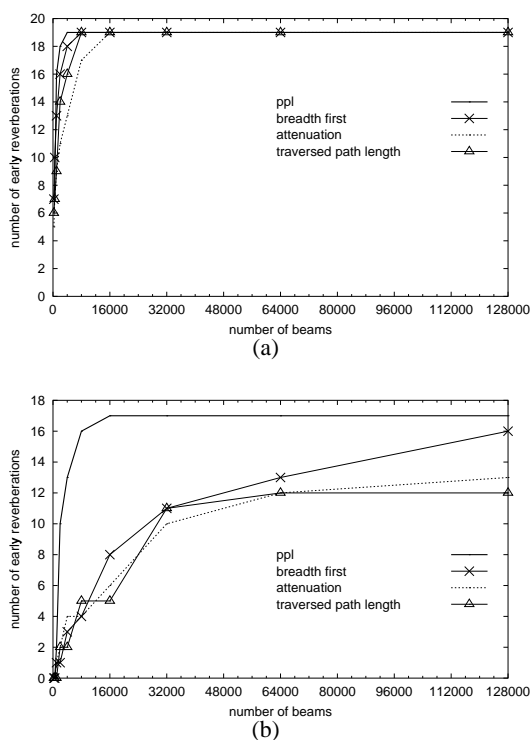 20
18
16
14
12
10
8
6
4
2
0
number of early reverberations
ppl
breadth first
attenuation
traversed path length
0 16000 32000 48000 64000 80000 96000 112000 128000
number of beams
(a)
18
16
14
12
10
8
6
4
2
0
number of early reverberations
ppl
breadth first
attenuation
traversed path length
0 16000 32000 48000 64000 80000 96000 112000 128000
number of beams
(b)